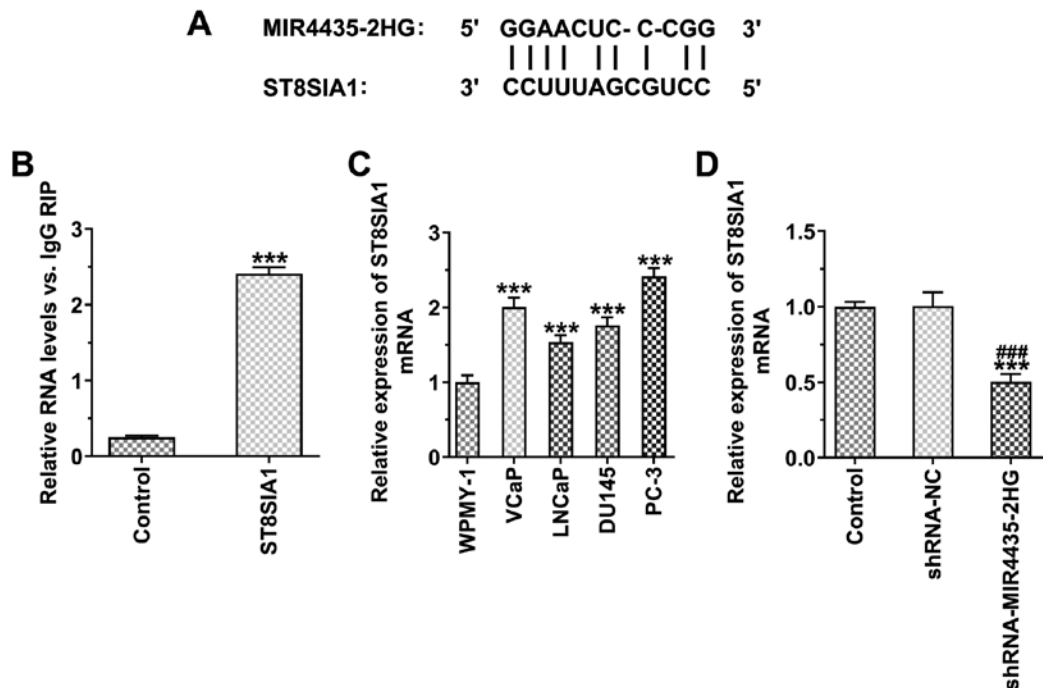 A
MIR4435-2HG: 5' GGAACUC- C-CGG 3'
ST8SIA1: 3' CCUUUAGCGUCC 5'
B
Relative RNA levels vs. IgG RIP
3
2
1
0
***
Control
ST8SIA1
C
Relative expression of ST8SIA1
mRNA
3
2
1
0
***
***
***
***
WPMY-1
VCaP
LNCaP
DU145
PC-3
D
Relative expression of ST8SIA1
mRNA
1.5
1.0
0.5
0.0
###
***
Control
shRNA-NC
shRNA-MIR4435-2HG